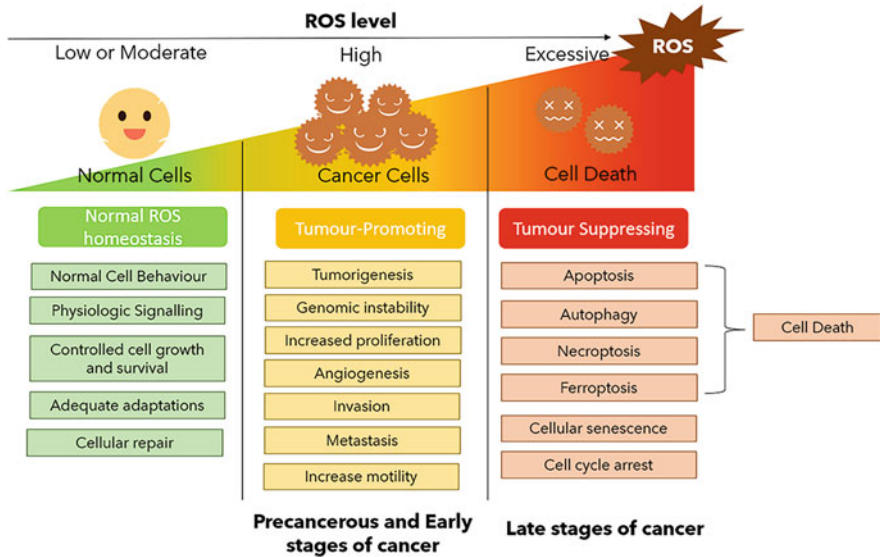 ROS level
Low or Moderate
High
Excessive
ROS
Normal Cells
Cancer Cells
Cell Death
Normal ROS
homeostasis
Tumour-Promoting
Tumour Suppressing
Normal Cell Behaviour
Physiologic Signalling
Controlled cell growth
and survival
Adequate adaptations
Cellular repair
Tumorigenesis
Genomic instability
Increased proliferation
Angiogenesis
Invasion
Metastasis
Increase motility
Apoptosis
Autophagy
Necroptosis
Ferroptosis
Cellular senescence
Cell cycle arrest
Cell Death
Precancerous and Early
stages of cancer
Late stages of cancer